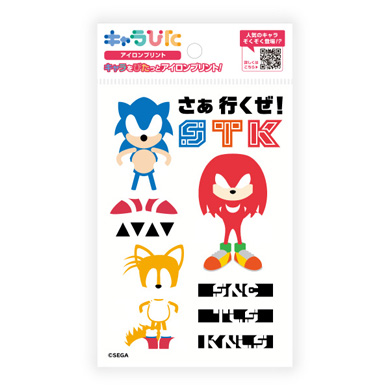 キャラぴた
アイロンプリント
キャラをぴたっとアイロンプリント!
人気のキャラ
ぞくぞく登場!?
詳しくは
こちら
さぁ 行くぜ!
STK
SNC
TLS
KNLS
©SEGA